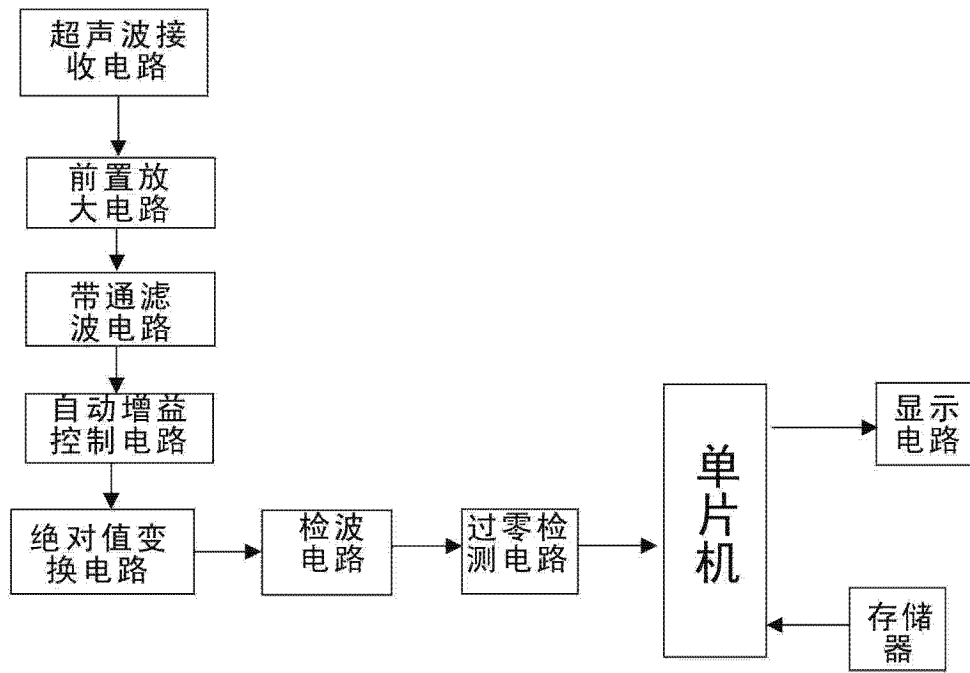 超声波接
收电路
前置放
大电路
带通滤
波电路
自动增益
控制电路
绝对值变
换电路
检波
电路
过零检
测电路
单
片
机
显示
电路
存储
器